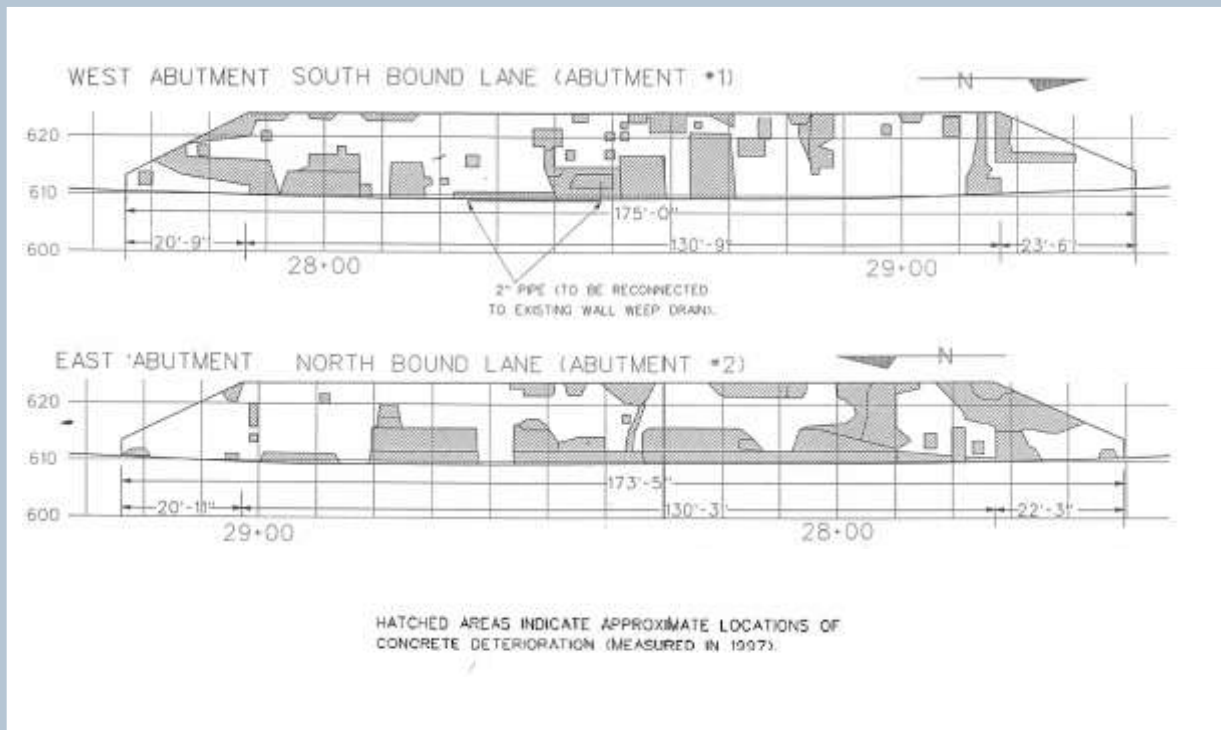 WEST ABUTMENT SOUTH BOUND LANE (ABUTMENT #1)
N
620
610
600
175'-0"
20'-9"
130'-9"
23'-6"
28+00
29+00
2" PIPE (TO BE RECONNECTED
TO EXISTING WALL WEEP DRAIN).
EAST ABUTMENT NORTH BOUND LANE (ABUTMENT #2)
N
620
610
600
173'-5"
20'-11"
130'-3"
22'-3"
29+00
28+00
HATCHED AREAS INDICATE APPROXIMATE LOCATIONS OF
CONCRETE DETERIORATION (MEASURED IN 1997).